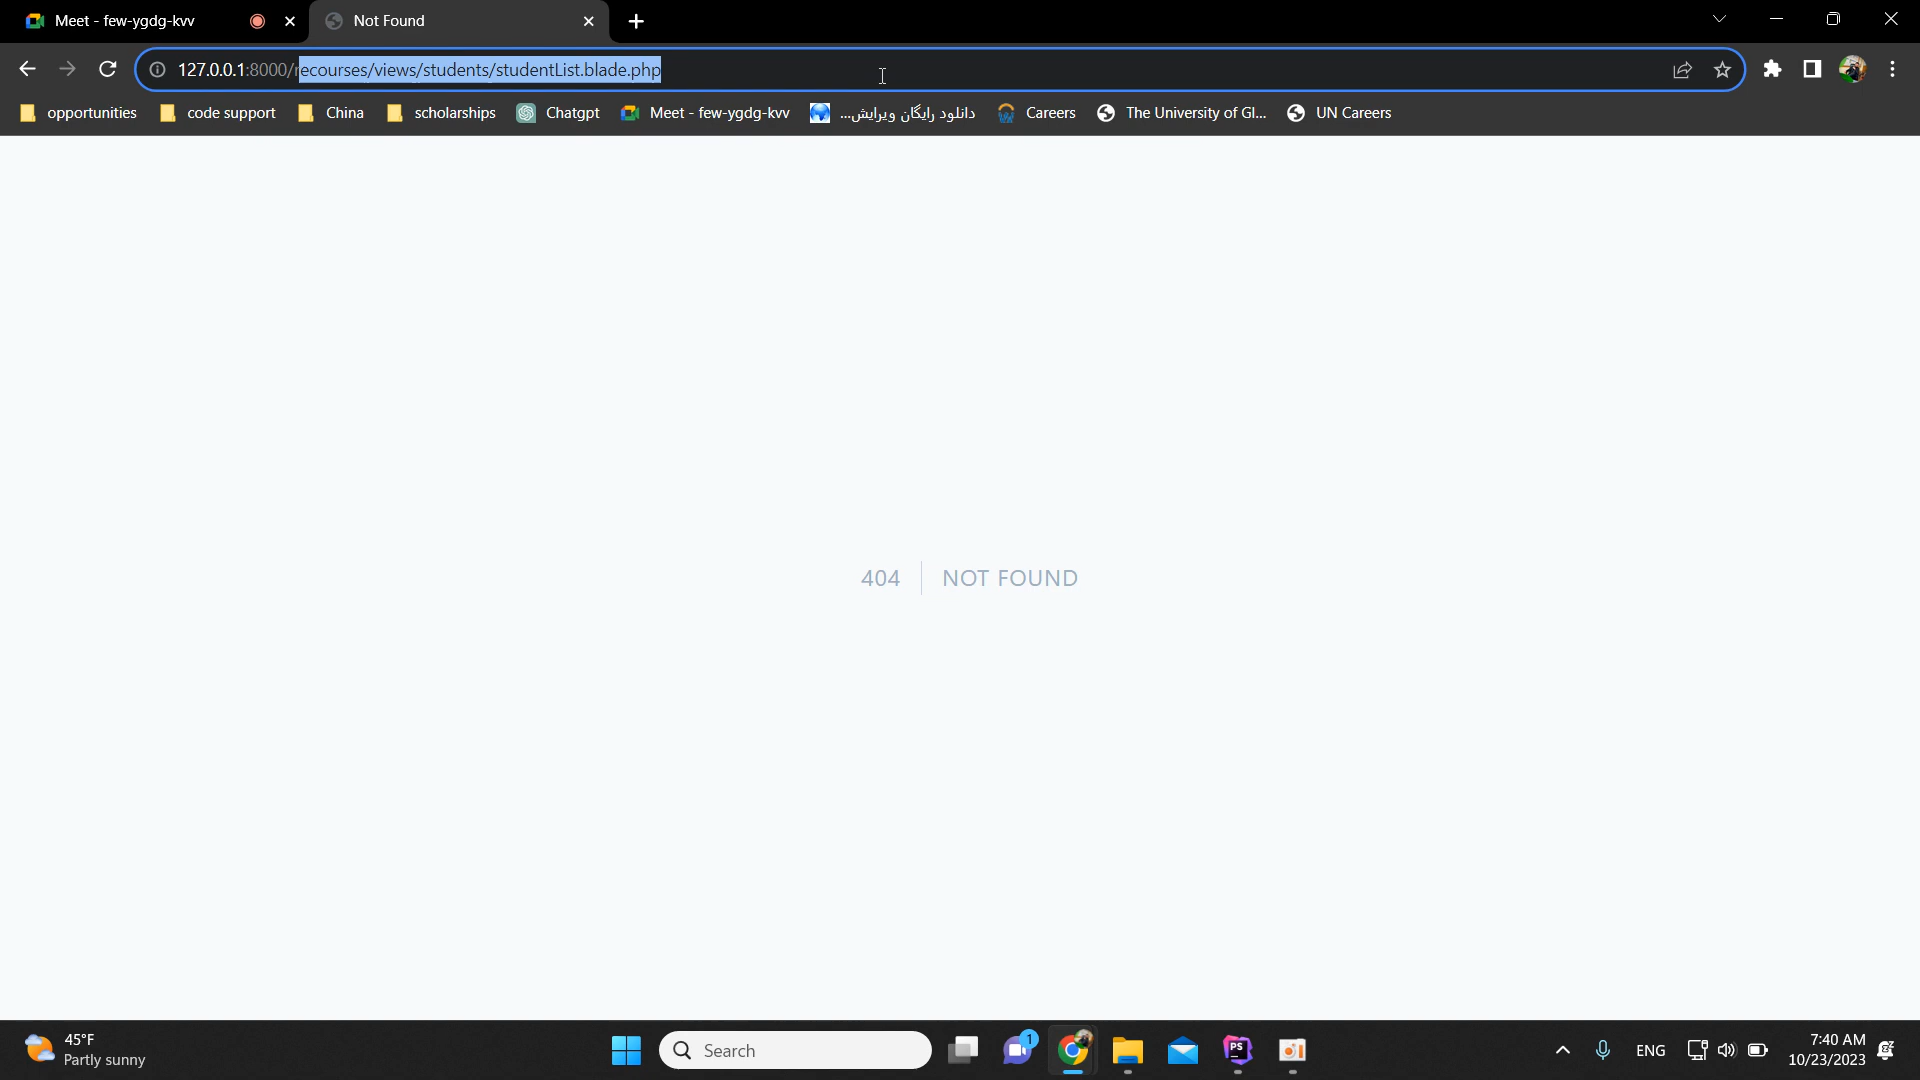 Meet - few-ygdg-kvv
Not Found
127.0.0.1:8000/recourses/views/students/studentList.blade.php
opportunities code support China scholarships Chatgpt Meet - few-ygdg-kvv دانلود رایگان ویرایش... Careers The University of Gl... UN Careers
404 NOT FOUND
45°F
Partly sunny
Search
1
PS
ENG
7:40 AM
10/23/2023